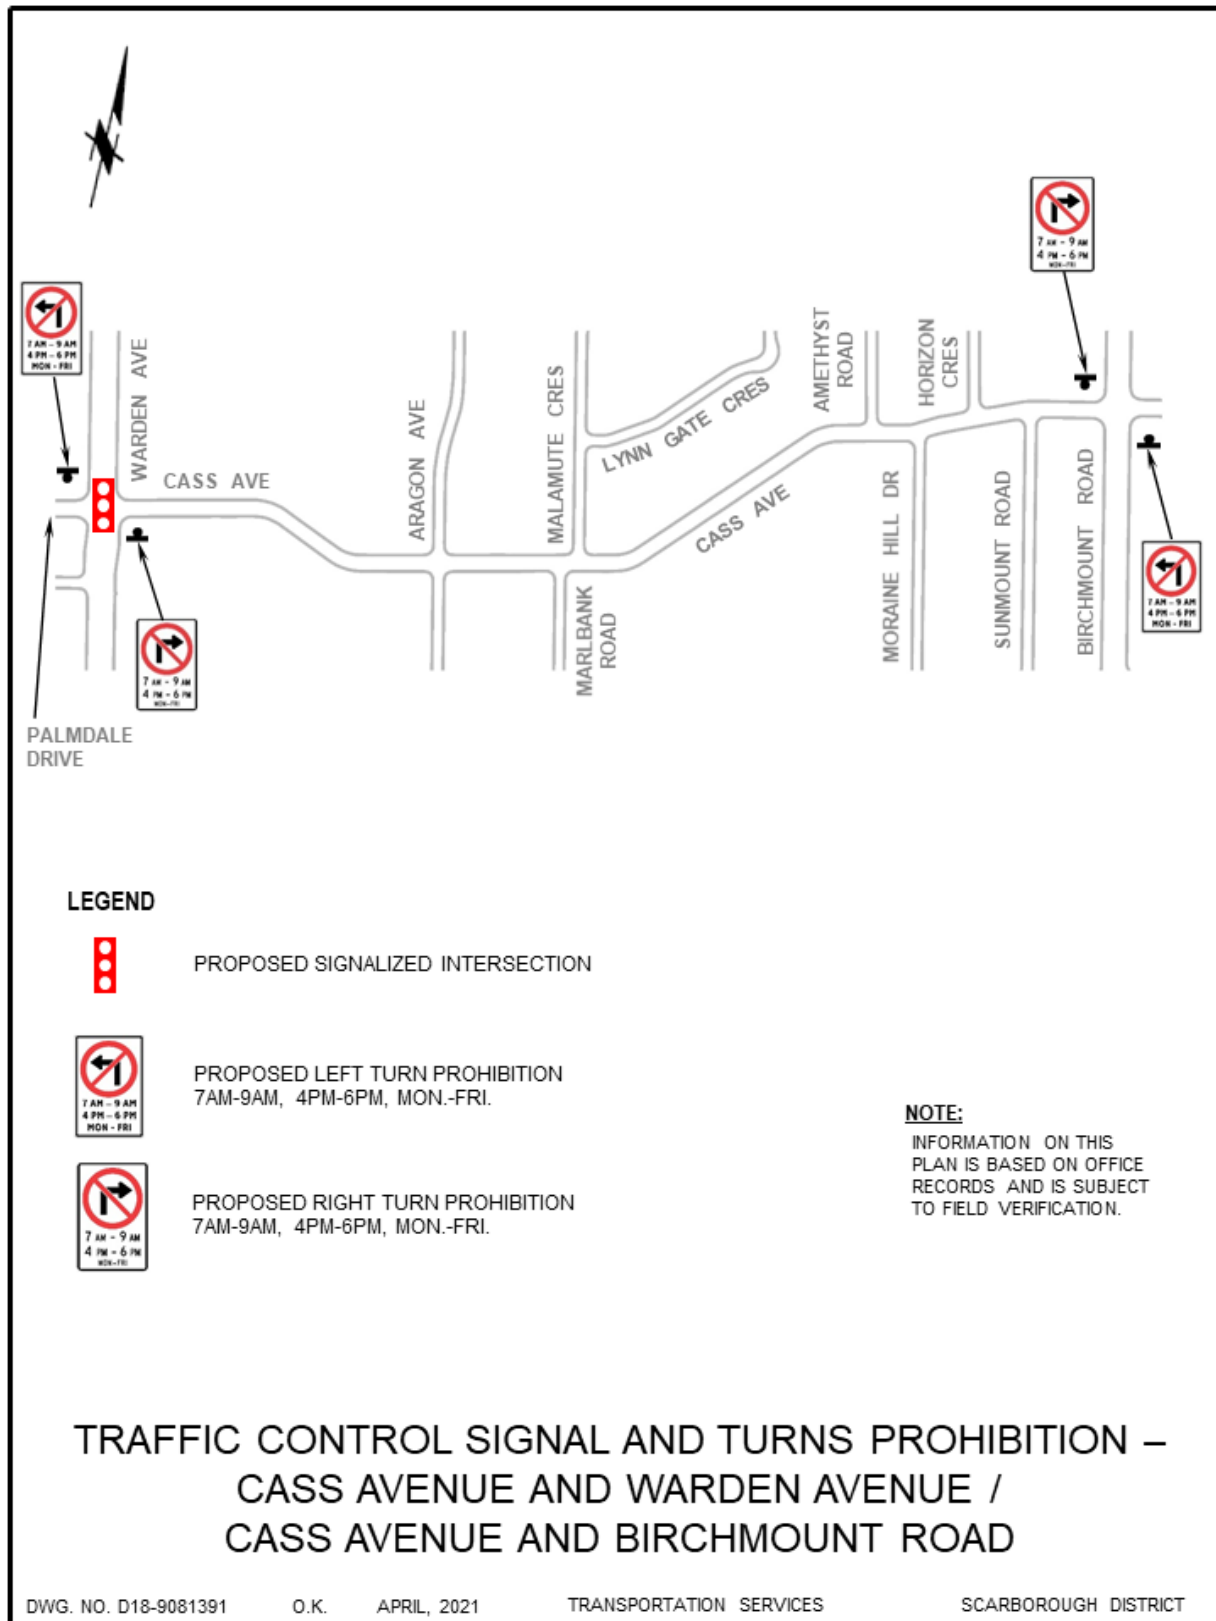 7 AM – 9 AM
4 PM – 6 PM
MON-FRI
7 AM – 9 AM
4 PM – 6 PM
MON - FRI
WARDEN AVE
CASS AVE
ARAGON AVE
MALAMUTE CRES
LYNN GATE CRES
CASS AVE
AMETHYST
ROAD
HORIZON
CRES
MORAINE HILL DR
SUNMOUNT ROAD
BIRCHMOUNT ROAD
MARLBANK
ROAD
7 AM – 9 AM
4 PM – 6 PM
MON - FRI
7 AM – 9 AM
4 PM – 6 PM
MON-FRI
PALMDALE
DRIVE
LEGEND
PROPOSED SIGNALIZED INTERSECTION
7 AM – 9 AM
4 PM – 6 PM
MON - FRI
PROPOSED LEFT TURN PROHIBITION
7AM-9AM, 4PM-6PM, MON.-FRI.
7 AM – 9 AM
4 PM – 6 PM
MON-FRI
PROPOSED RIGHT TURN PROHIBITION
7AM-9AM, 4PM-6PM, MON.-FRI.
NOTE:
INFORMATION ON THIS
PLAN IS BASED ON OFFICE
RECORDS AND IS SUBJECT
TO FIELD VERIFICATION.
TRAFFIC CONTROL SIGNAL AND TURNS PROHIBITION –
CASS AVENUE AND WARDEN AVENUE /
CASS AVENUE AND BIRCHMOUNT ROAD
DWG. NO. D18-9081391 O.K. APRIL, 2021 TRANSPORTATION SERVICES SCARBOROUGH DISTRICT